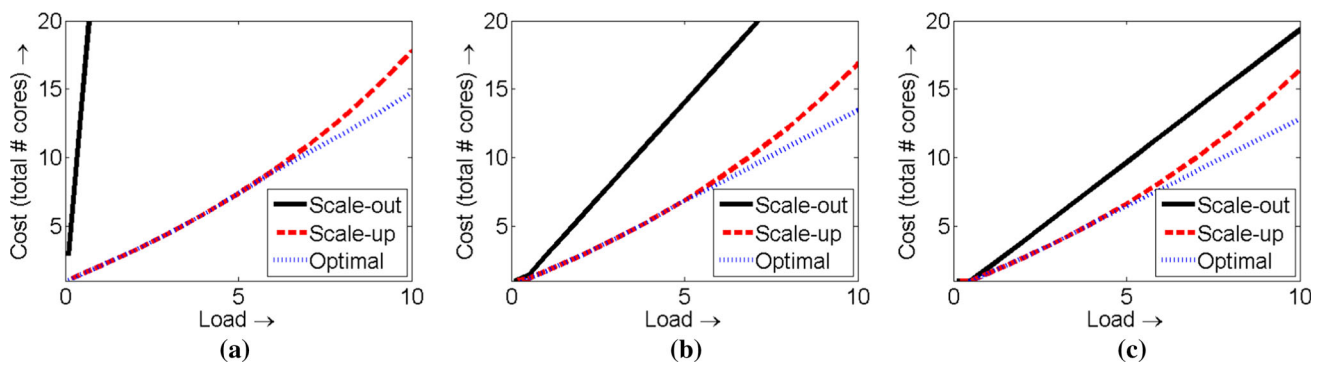 20
15
10
5
0
5
10
Cost (total # cores) →
Load →
Scale-out
Scale-up
Optimal
(a)
20
15
10
5
0
5
10
Cost (total # cores) →
Load →
Scale-out
Scale-up
Optimal
(b)
20
15
10
5
0
5
10
Cost (total # cores) →
Load →
Scale-out
Scale-up
Optimal
(c)